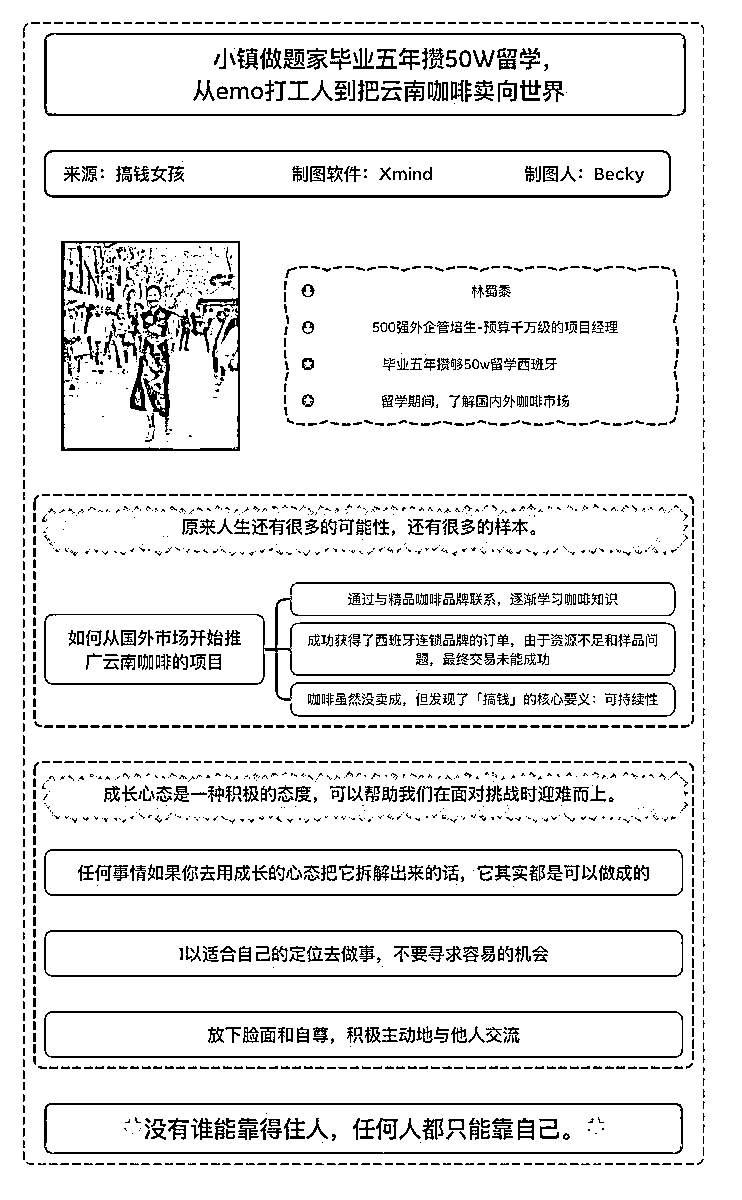 小镇做题家毕业五年攒50W留学，
从emo打工人到把云南咖啡卖向世界
来源：搞钱女孩
制图软件：Xmind
制图人：Becky
林蜀黍
500强外企管培生-预算千万级的项目经理
毕业五年攒够50w留学西班牙
留学期间，了解国内外咖啡市场
原来人生还有很多的可能性，还有很多的样本。
如何从国外市场开始推
广云南咖啡的项目
通过与精品咖啡品牌联系，逐渐学习咖啡知识
成功获得了西班牙连锁品牌的订单，由于资源不足和样品问
题，最终交易未能成功
咖啡虽然没卖成，但发现了「搞钱」的核心要义：可持续性
成长心态是一种积极的态度，可以帮助我们在面对挑战时迎难而上。
任何事情如果你去用成长的心态把它拆解出来的话，它其实都是可以做成的
以适合自己的定位去做事，不要寻求容易的机会
放下脸面和自尊，积极主动地与他人交流
没有谁能靠得住人，任何人都只能靠自己。